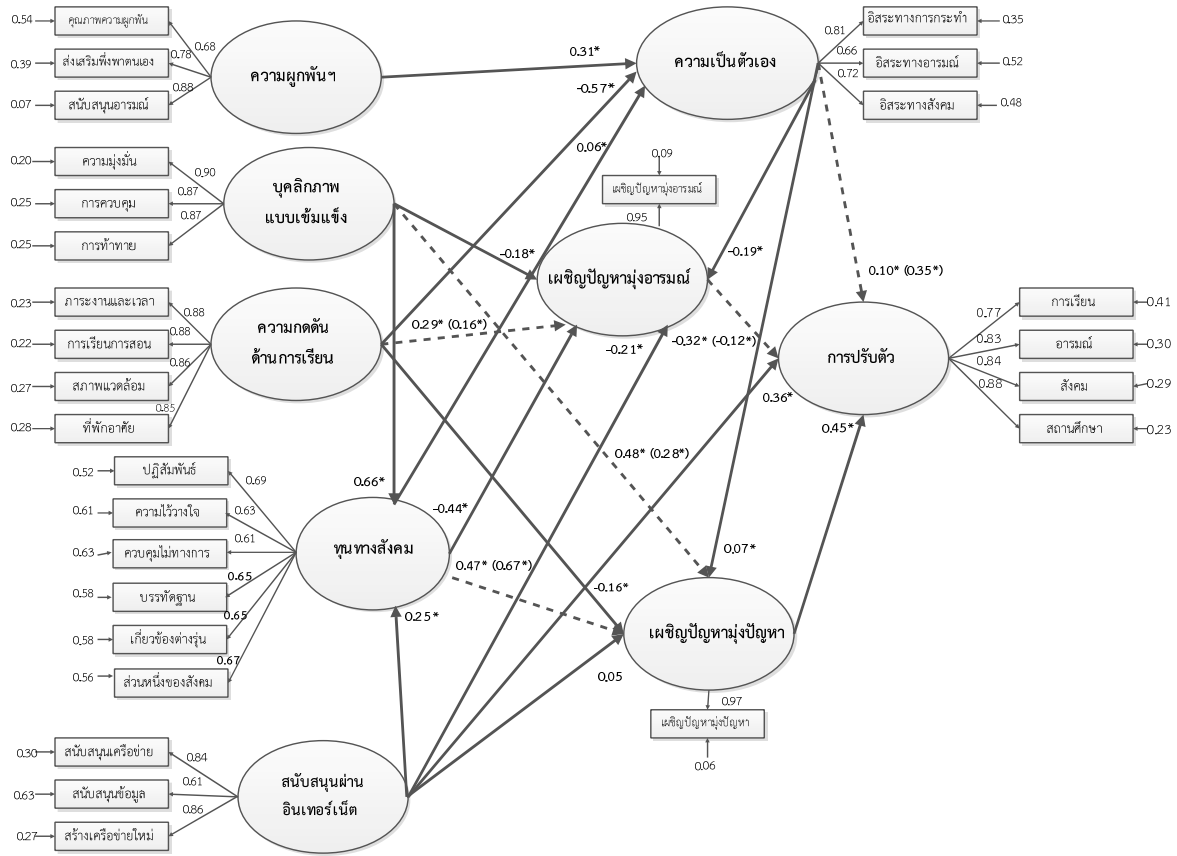 0.54
คุณภาพความผูกพัน
0.68
0.39
ส่งเสริมพึ่งพาตนเอง
0.78
0.07
สนับสนุนอารมณ์
0.88
ความผูกพันฯ
0.31*
ความเป็นตัวเอง
0.81
อิสระทางการกระทำ
0.35
0.66
อิสระทางอารมณ์
0.52
0.72
อิสระทางสังคม
0.48
-0.57*
0.06*
0.20
ความมุ่งมั่น
0.90
0.25
การควบคุม
0.87
0.25
การท้าทาย
0.87
บุคลิกภาพ
แบบเข้มแข็ง
0.09
เผชิญปัญหามุ่งอารมณ์
0.95
-0.18*
เผชิญปัญหามุ่งอารมณ์
-0.19*
0.10* (0.35*)
0.23
ภาระงานและเวลา
0.88
0.22
การเรียนการสอน
0.88
0.27
สภาพแวดล้อม
0.86
0.28
ที่พักอาศัย
0.85
ความกดดัน
ด้านการเรียน
0.29* (0.16*)
-0.21*
-0.32* (-0.12*)
การปรับตัว
0.77
การเรียน
0.41
0.83
อารมณ์
0.30
0.84
สังคม
0.29
0.88
สถานศึกษา
0.23
0.36*
0.45*
0.48* (0.28*)
0.52
ปฏิสัมพันธ์
0.69
0.61
ความไว้วางใจ
0.63
0.63
ควบคุมไม่ทางการ
0.61
0.58
บรรทัดฐาน
0.65
0.58
เกี่ยวข้องต่างรุ่น
0.65
0.56
ส่วนหนึ่งของสังคม
0.67
0.66*
ทุนทางสังคม
-0.44*
0.47* (0.67*)
0.07*
-0.16*
0.25*
เผชิญปัญหามุ่งปัญหา
0.05
0.97
เผชิญปัญหามุ่งปัญหา
0.06
0.30
สนับสนุนเครือข่าย
0.84
0.63
สนับสนุนข้อมูล
0.61
0.27
สร้างเครือข่ายใหม่
0.86
สนับสนุนผ่าน
อินเทอร์เน็ต